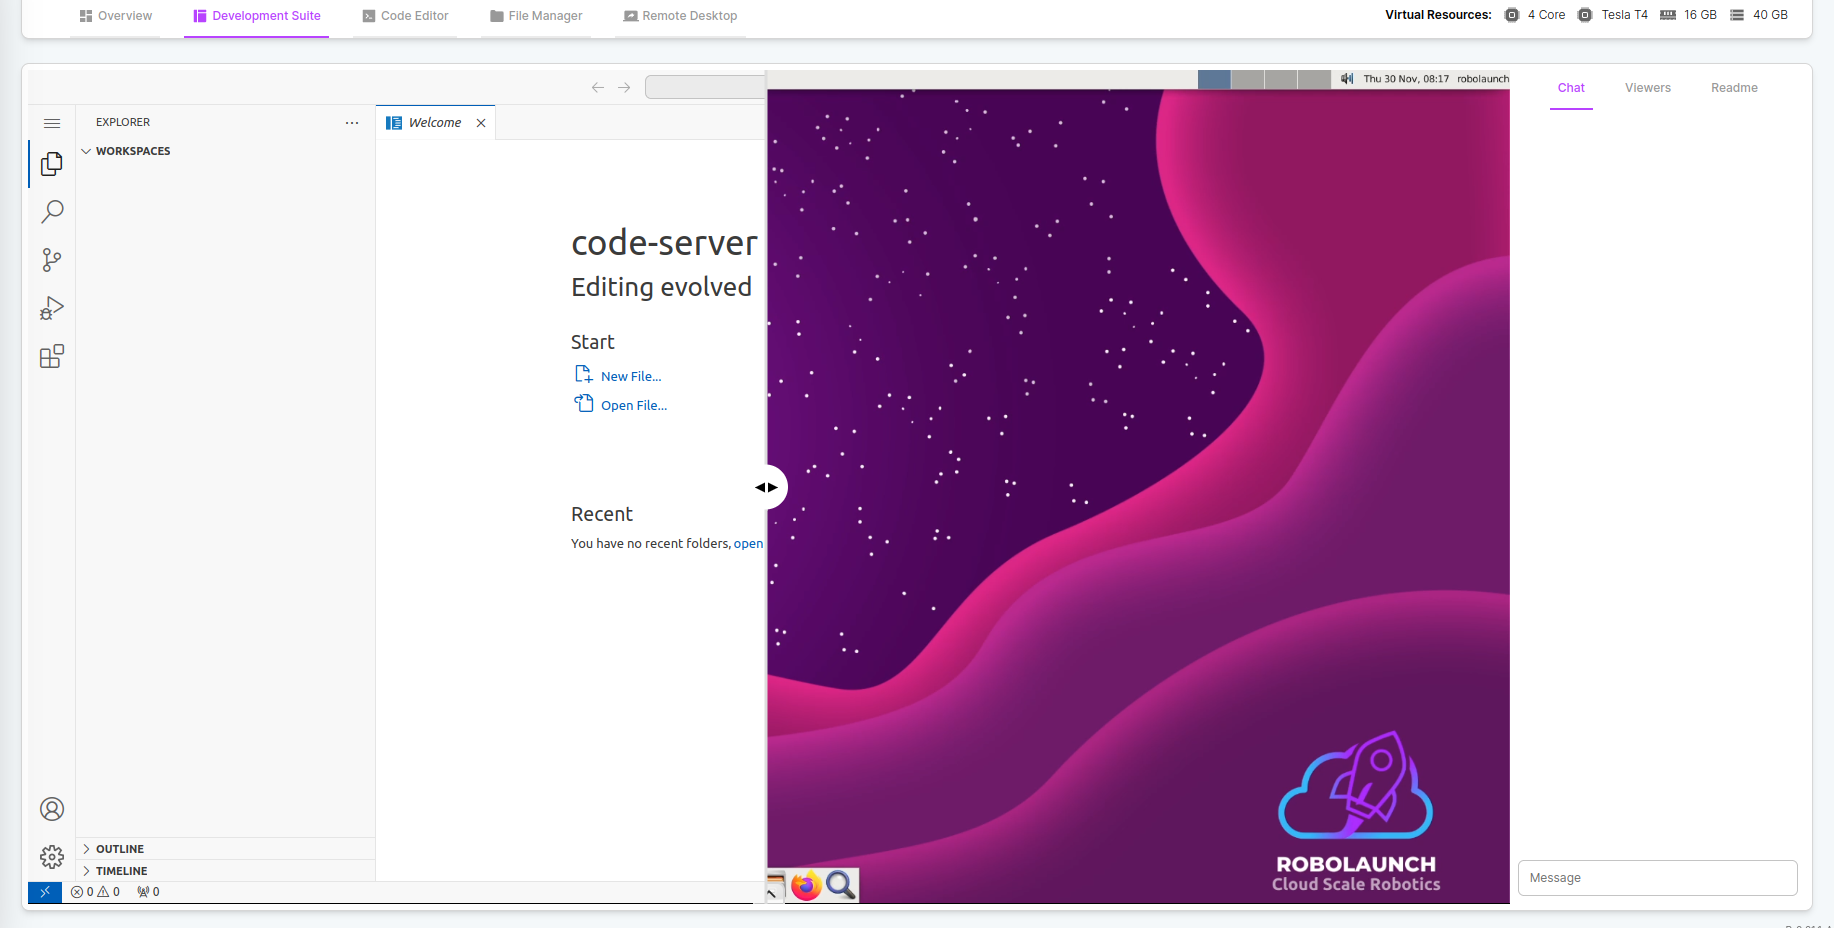 Overview
Development Suite
Code Editor
File Manager
Remote Desktop
Virtual Resources:
4 Core
Tesla T4
16 GB
40 GB
Thu 30 Nov, 08:17
robolaunch
Chat
Viewers
Readme
EXPLORER
Welcome
WORKSPACES
code-server
Editing evolved
Start
New File...
Open File...
Recent
You have no recent folders, open
ROBOLAUNCH
Cloud Scale Robotics
OUTLINE
TIMELINE
0
0
0
Message